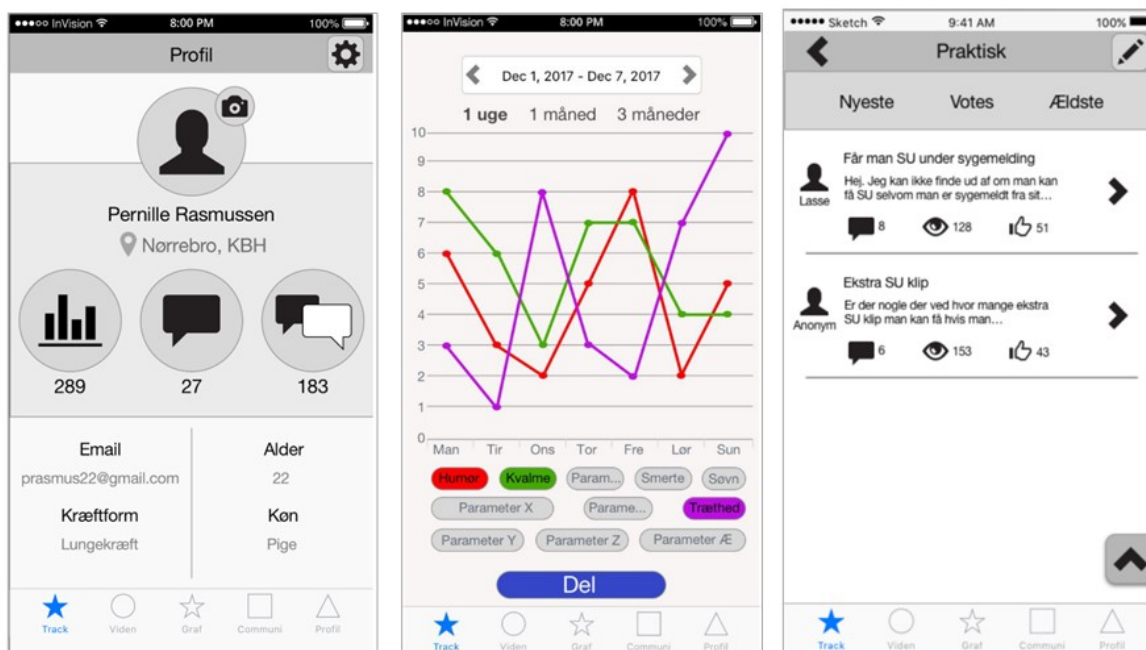 InVision 8:00 PM 100%
Profil
Pernille Rasmussen
Nørrebro, KBH
289 27 183
Email Alder
prasmus22@gmail.com 22
Kræftform Køn
Lungekræft Pige
Track Viden Graf Communi Profil
InVision 8:00 PM 100%
Dec 1, 2017 - Dec 7, 2017
1 uge 1 måned 3 måneder
10
9
8
7
6
5
4
3
2
1
0
Man Tir Ons Tor Fre Lør Sun
Humør Kvalme Param... Smerte Søvn
Parameter X Parame... Træthed
Parameter Y Parameter Z Parameter Æ
Del
Track Viden Graf Communi Profil
Sketch 9:41 AM 100%
Praktisk
Nyeste Votes Ældste
Får man SU under sygemelding
Hej. Jeg kan ikke finde ud af om man kan
få SU selvom man er sygemeldt fra sit...
Lasse
8 128 51
Ekstra SU klip
Er der nogle der ved hvor mange ekstra
SU klip man kan få hvis man...
Anonym
6 153 43
Track Viden Graf Communi Profil